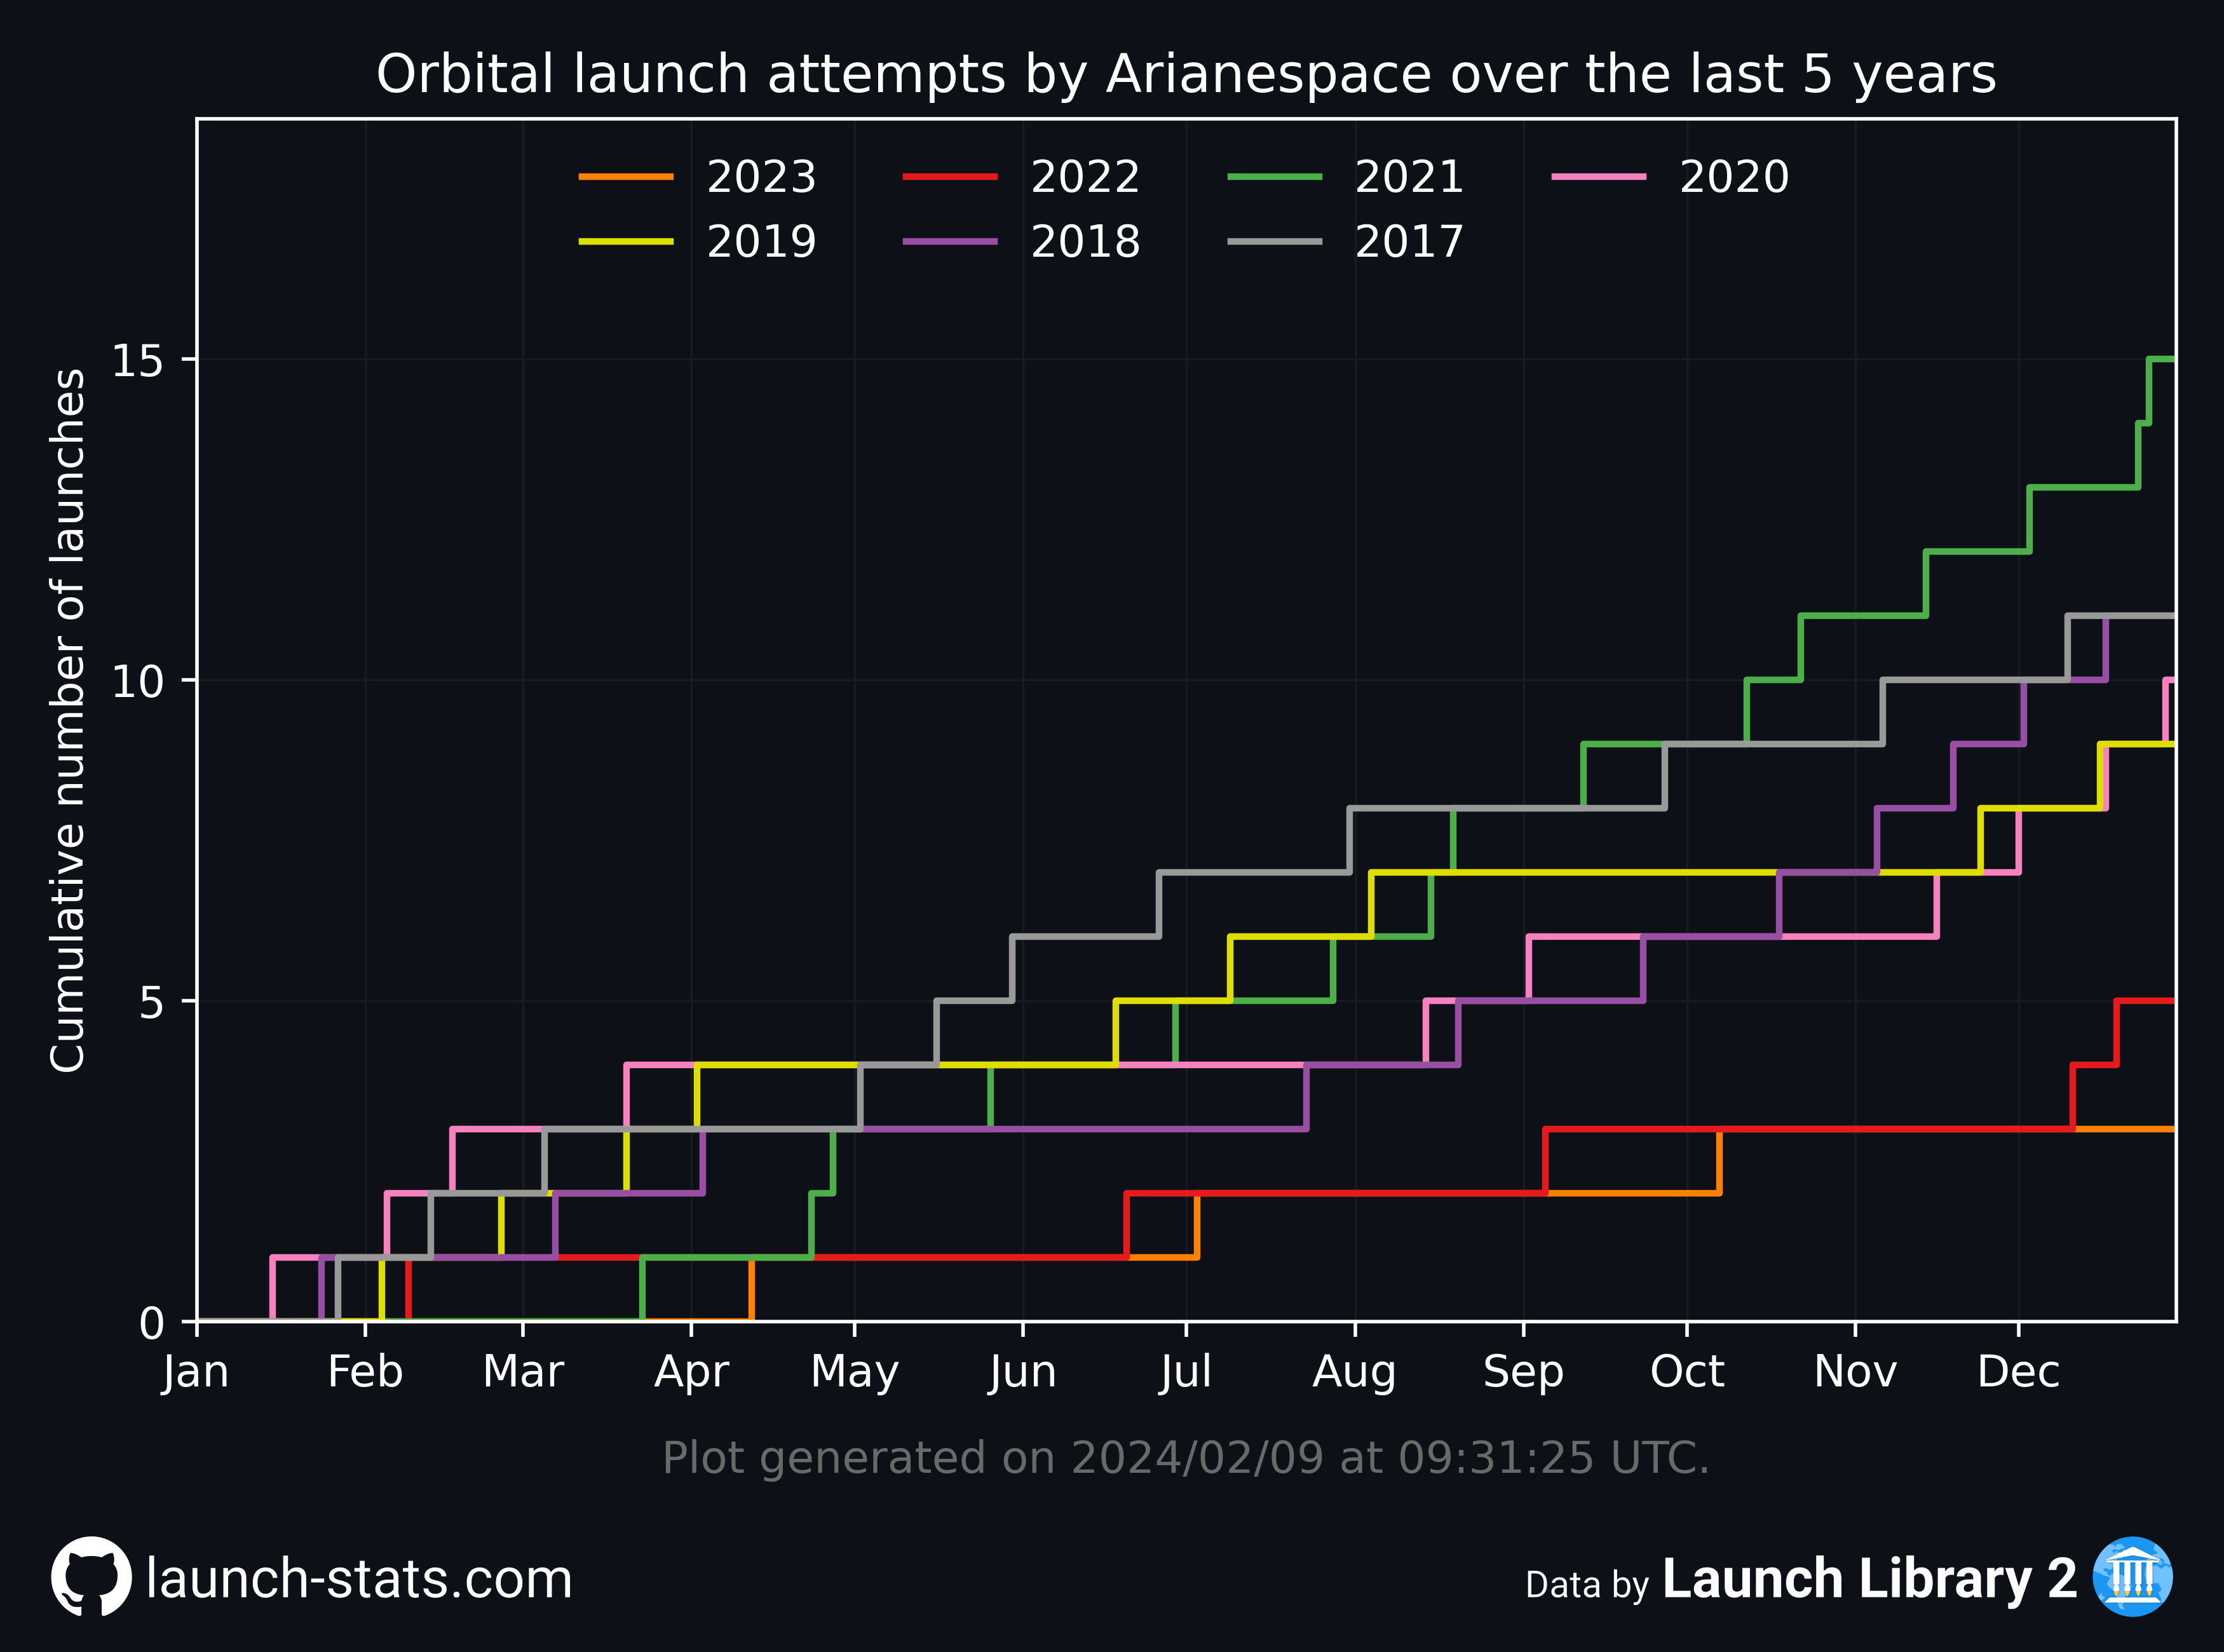 Orbital launch attempts by Arianespace over the last 5 years
2023 2022 2021 2020
2019 2018 2017
Cumulative number of launches
15
10
5
0
Jan Feb Mar Apr May Jun Jul Aug Sep Oct Nov Dec
Plot generated on 2024/02/09 at 09:31:25 UTC.
launch-stats.com
Data by Launch Library 2